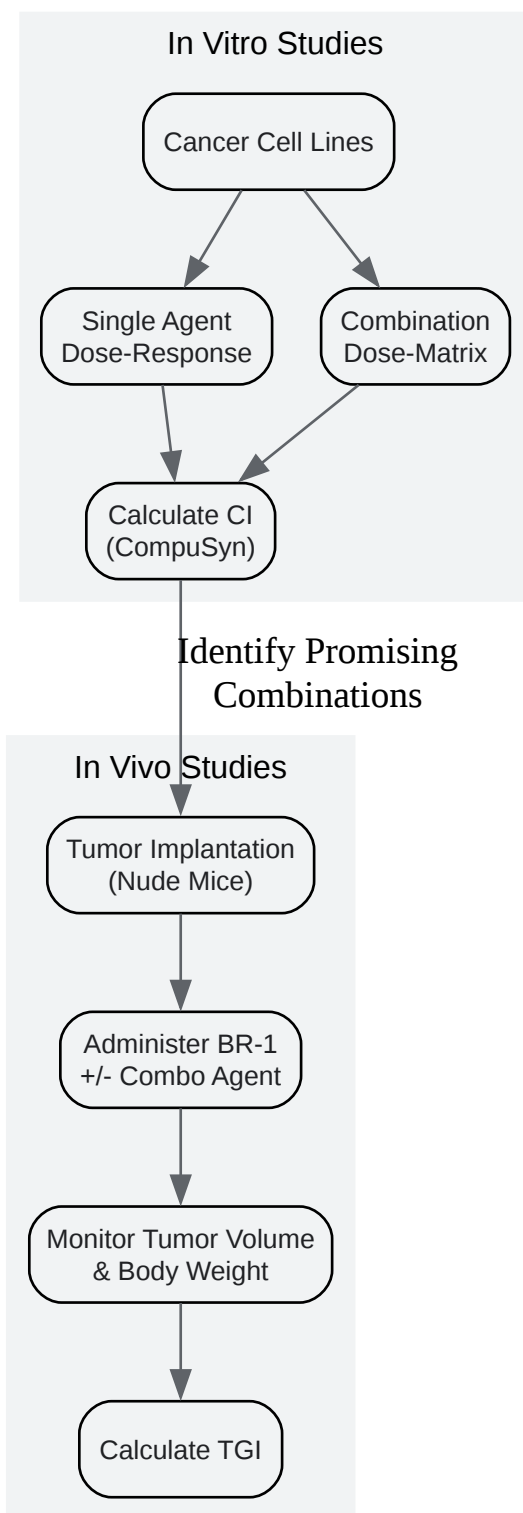 In Vitro Studies
Cancer Cell Lines
Single Agent
Dose-Response
Combination
Dose-Matrix
Calculate CI
(CompuSyn)
Identify Promising
Combinations
In Vivo Studies
Tumor Implantation
(Nude Mice)
Administer BR-1
+/- Combo Agent
Monitor Tumor Volume
& Body Weight
Calculate TGI